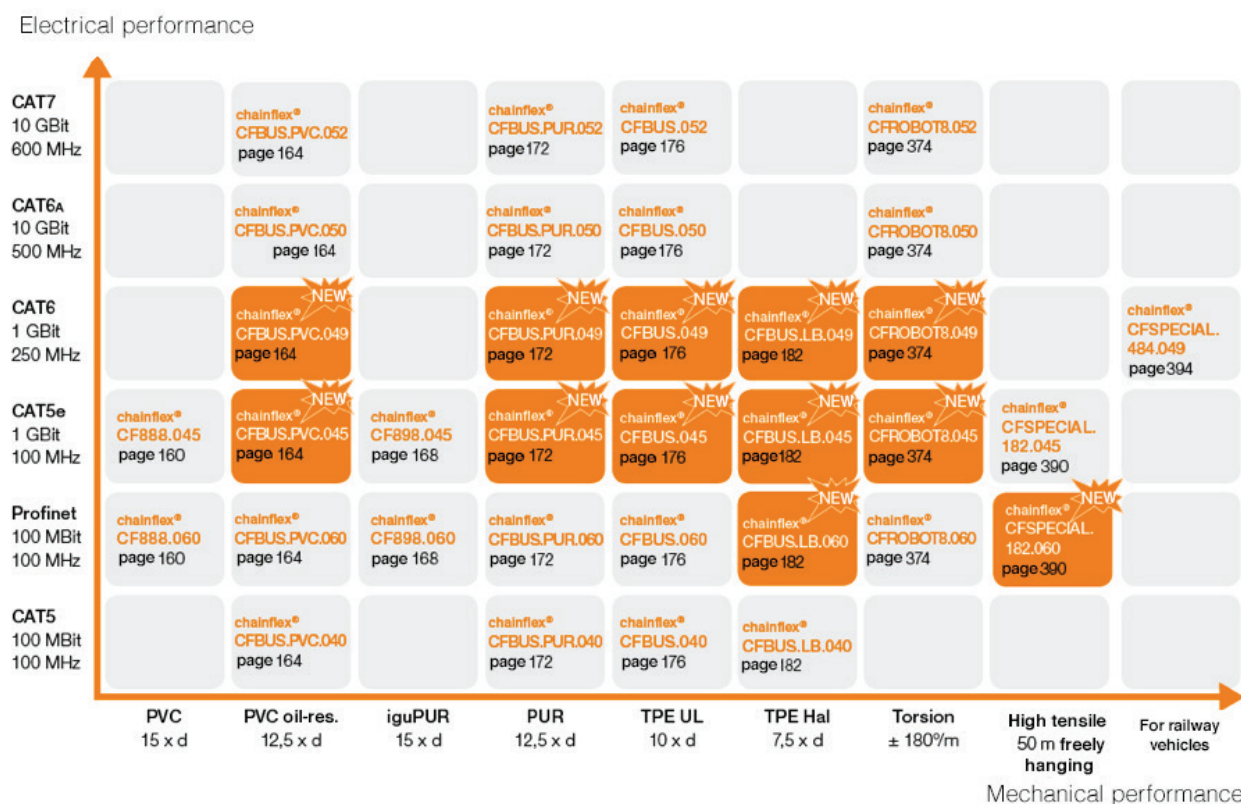 Electrical performance
CAT7
10 GBit
600 MHz
chainflex®
CFBUS.PVC.052
page 164
chainflex®
CFBUS.PUR.052
page 172
chainflex®
CFBUS.052
page 176
chainflex®
CFROBOT8.052
page 374
CAT6A
10 GBit
500 MHz
chainflex®
CFBUS.PVC.050
page 164
chainflex®
CFBUS.PUR.050
page 172
chainflex®
CFBUS.050
page 176
chainflex®
CFROBOT8.050
page 374
CAT6
1 GBit
250 MHz
NEW
chainflex®
CFBUS.PVC.049
page 164
NEW
chainflex®
CFBUS.PUR.049
page 172
NEW
chainflex®
CFBUS.049
page 176
NEW
chainflex®
CFBUS.LB.049
page 182
NEW
chainflex®
CFROBOT8.049
page 374
chainflex®
CFSPECIAL.
484.049
page 394
CAT5e
1 GBit
100 MHz
chainflex®
CF888.045
page 160
NEW
chainflex®
CFBUS.PVC.045
page 164
chainflex®
CF898.045
page 168
NEW
chainflex®
CFBUS.PUR.045
page 172
NEW
chainflex®
CFBUS.045
page 176
NEW
chainflex®
CFBUS.LB.045
page 182
NEW
chainflex®
CFROBOT8.045
page 374
chainflex®
CFSPECIAL.
182.045
page 390
Profinet
100 MBit
100 MHz
chainflex®
CF888.060
page 160
chainflex®
CFBUS.PVC.060
page 164
chainflex®
CF898.060
page 168
chainflex®
CFBUS.PUR.060
page 172
chainflex®
CFBUS.060
page 176
NEW
chainflex®
CFBUS.LB.060
page 182
chainflex®
CFROBOT8.060
page 374
NEW
chainflex®
CFSPECIAL.
182.060
page 390
CAT5
100 MBit
100 MHz
chainflex®
CFBUS.PVC.040
page 164
chainflex®
CFBUS.PUR.040
page 172
chainflex®
CFBUS.040
page 176
chainflex®
CFBUS.LB.040
page 182
PVC
15 x d
PVC oil-res.
12,5 x d
iguPUR
15 x d
PUR
12,5 x d
TPE UL
10 x d
TPE Hal
7,5 x d
Torsion
± 180°/m
High tensile
50 m freely
hanging
For railway
vehicles
Mechanical performance